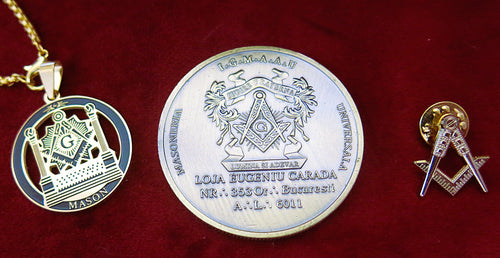 G
MASON
I.G.M.A.A.U
MASONERIA
UNIVERSALA
G
LUMINA SI ADEVAR
LOJA EUGENIU CARADA
NR∴ 353 Or∴ Bucuresti
A∴L∴ 6011